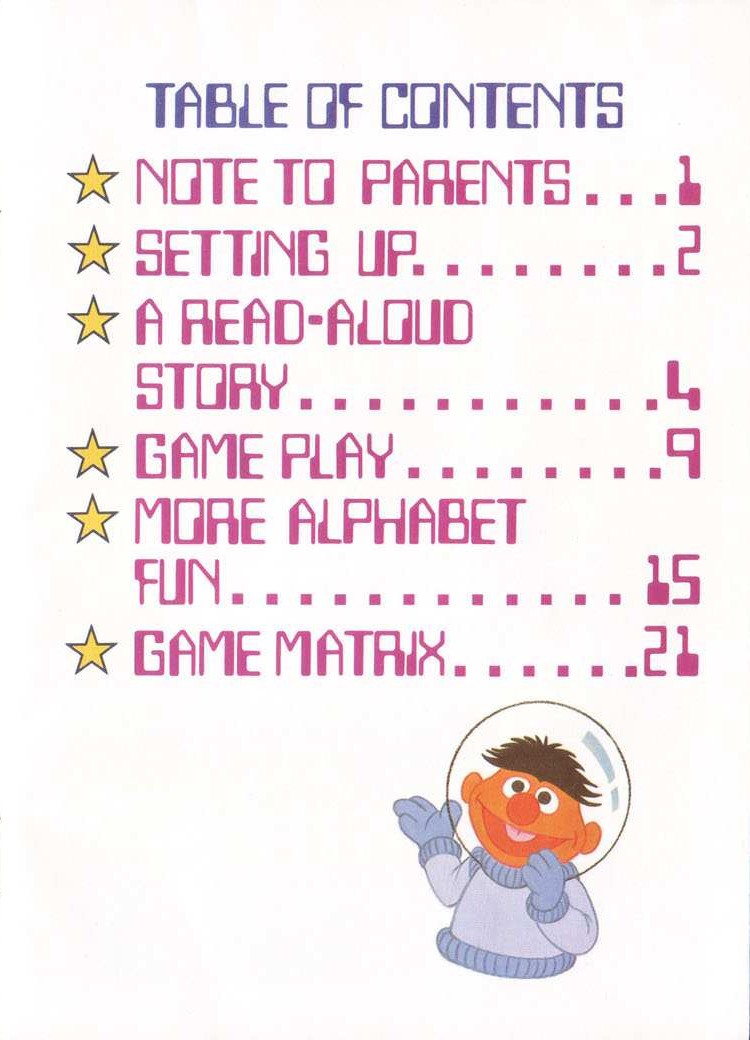 TABLE OF CONTENTS
NOTE TO PARENTS...1
SETTING UP........2
A READ-ALOUD
STORY...........4
GAME PLAY........9
MORE ALPHABET
FUN............15
GAME MATRIX......21